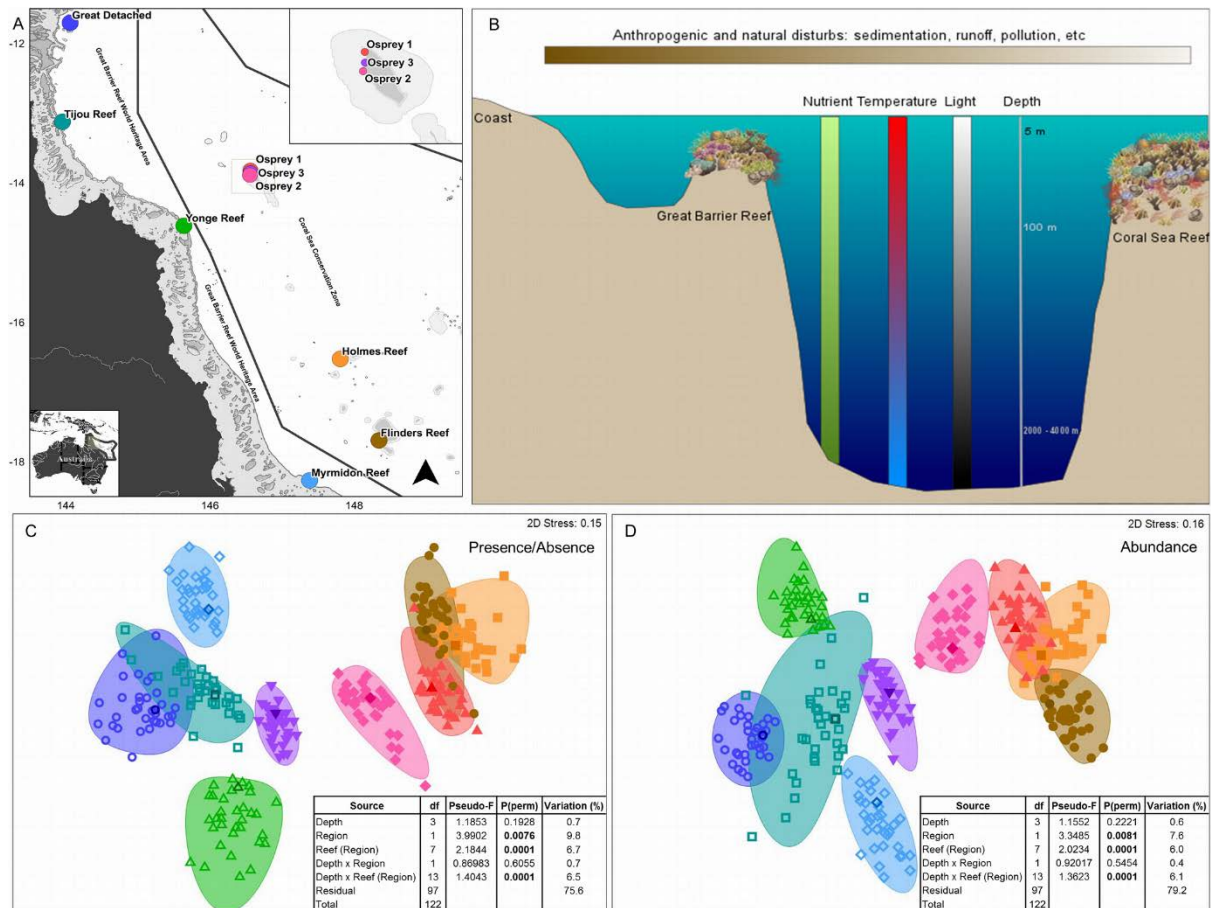 A
Great Detached
-12
Tijou Reef
-14
Yonge Reef
-16
-18
144
146
148
Great Barrier Reef World Heritage Area
Great Barrier Reef World Heritage Area
Coral Sea Conservation Zone
Osprey 1
Osprey 3
Osprey 2
Osprey 1
Osprey 3
Osprey 2
Holmes Reef
Flinders Reef
Myrmidon Reef
Australia
B
Anthropogenic and natural disturbs: sedimentation, runoff, pollution, etc
Nutrient Temperature Light Depth
Coast
5 m
Great Barrier Reef
100 m
Coral Sea Reef
2000 - 4000 m
C
2D Stress: 0.15
Presence/Absence
Source df Pseudo-F P(perm) Variation (%)
Depth 3 1.1853 0.1928 0.7
Region 1 3.9902 0.0076 9.8
Reef (Region) 7 2.1844 0.0001 6.7
Depth x Region 1 0.86983 0.6055 0.7
Depth x Reef (Region) 13 1.4043 0.0001 6.5
Residual 97 75.6
Total 122
D
2D Stress: 0.16
Abundance
Source df Pseudo-F P(perm) Variation (%)
Depth 3 1.1552 0.2221 0.6
Region 1 3.3485 0.0081 7.6
Reef (Region) 7 2.0234 0.0001 6.0
Depth x Region 1 0.92017 0.5454 0.4
Depth x Reef (Region) 13 1.3623 0.0001 6.1
Residual 97 79.2
Total 122